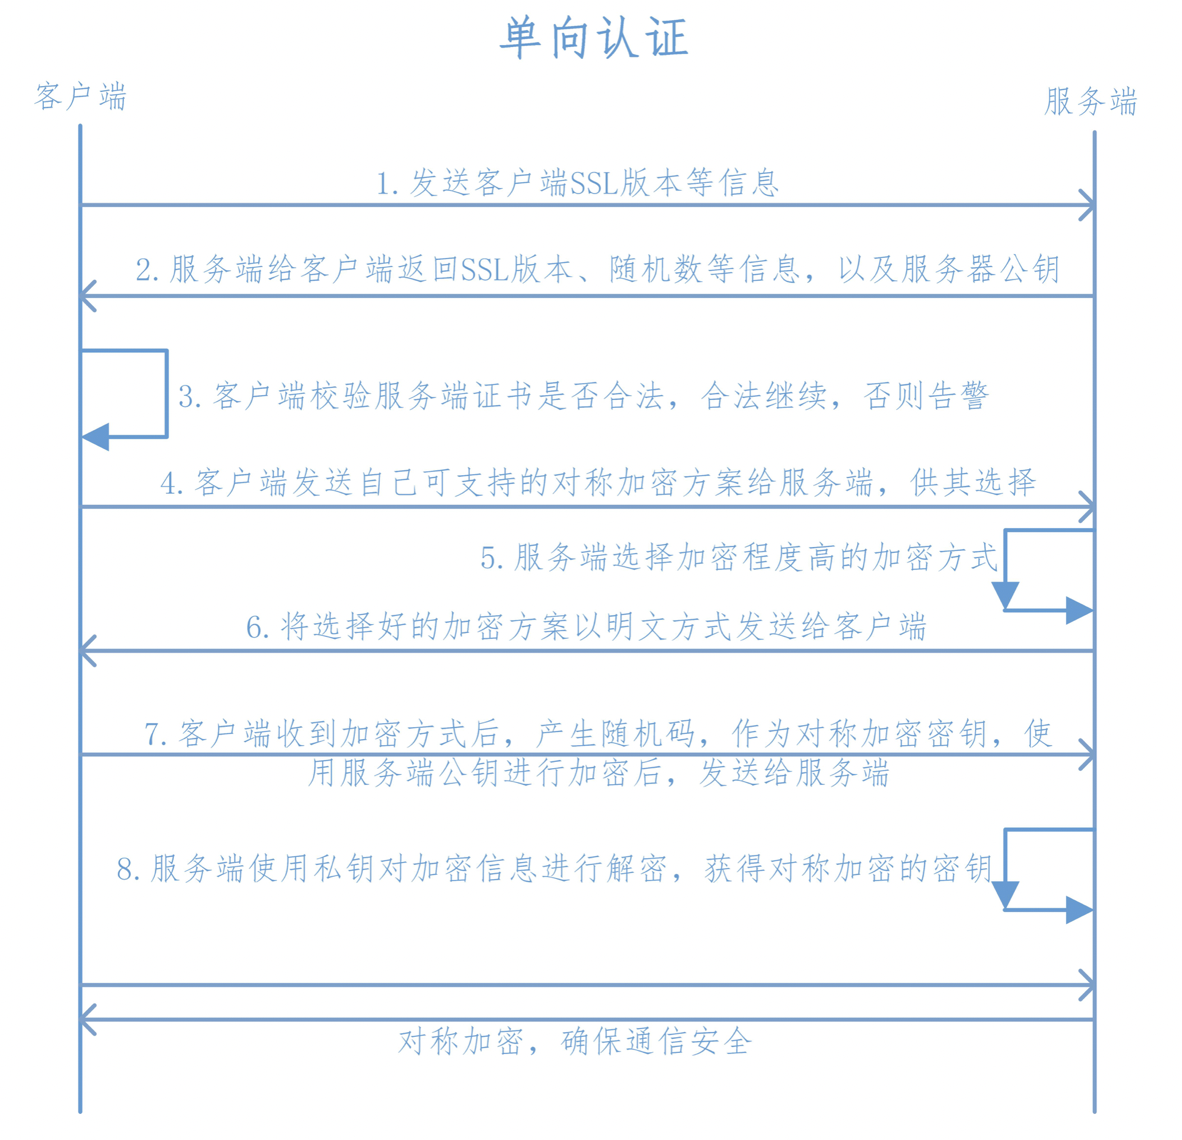 单向认证
客户端
服务端
1.发送客户端SSL版本等信息
2.服务端给客户端返回SSL版本、随机数等信息，以及服务器公钥
3.客户端校验服务端证书是否合法，合法继续，否则告警
4.客户端发送自己可支持的对称加密方案给服务端，供其选择
5.服务端选择加密程度高的加密方式
6.将选择好的加密方案以明文方式发送给客户端
7.客户端收到加密方式后，产生随机码，作为对称加密密钥，使
用服务端公钥进行加密后，发送给服务端
8.服务端使用私钥对加密信息进行解密，获得对称加密的密钥
对称加密，确保通信安全